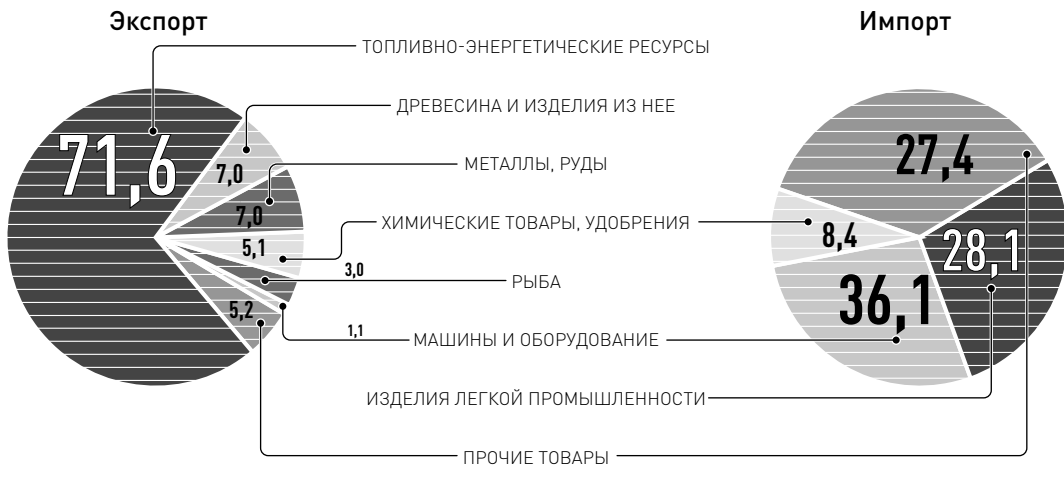 Экспорт
Импорт
ТОПЛИВНО-ЭНЕРГЕТИЧЕСКИЕ РЕСУРСЫ
ДРЕВЕСИНА И ИЗДЕЛИЯ ИЗ НЕЕ
71,6
27,4
МЕТАЛЛЫ, РУДЫ
7,0
7,0
ХИМИЧЕСКИЕ ТОВАРЫ, УДОБРЕНИЯ
8,4
5,1
28,1
3,0
РЫБА
36,1
5,2
1,1
МАШИНЫ И ОБОРУДОВАНИЕ
ИЗДЕЛИЯ ЛЕГКОЙ ПРОМЫШЛЕННОСТИ
ПРОЧИЕ ТОВАРЫ